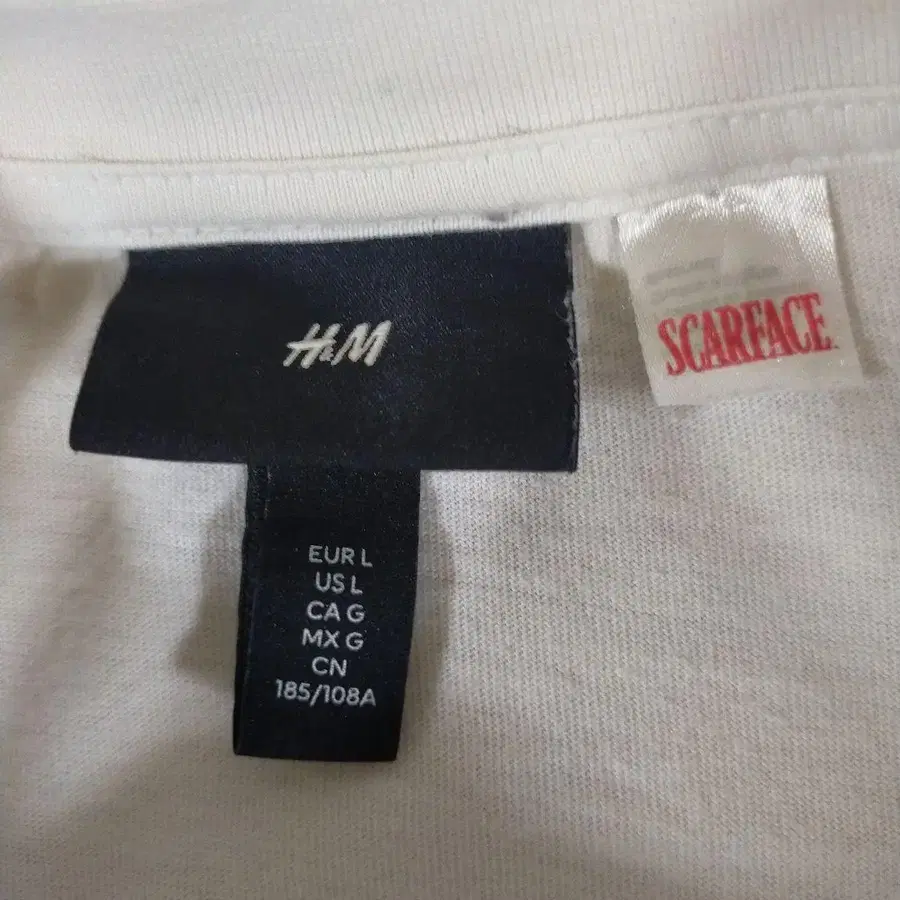 H&M
SCARFACE
EUR L
US L
CA G
MX G
CN
185/108A